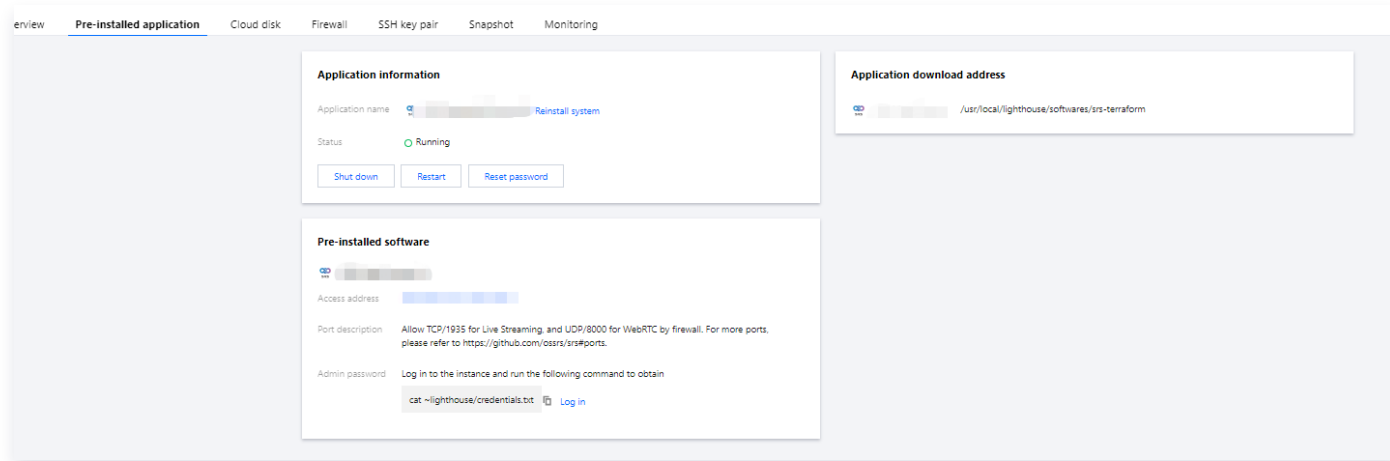 erview Pre-installed application Cloud disk Firewall SSH key pair Snapshot Monitoring
Application information
Application name Reinstall system
Status Running
Shut down Restart Reset password
Pre-installed software
Access address
Port description Allow TCP/1935 for Live Streaming, and UDP/8000 for WebRTC by firewall. For more ports,
please refer to https://github.com/ossrs/srs#ports.
Admin password Log in to the instance and run the following command to obtain
cat ~lighthouse/credentials.txt Log in
Application download address
/usr/local/lighthouse/softwares/srs-terraform